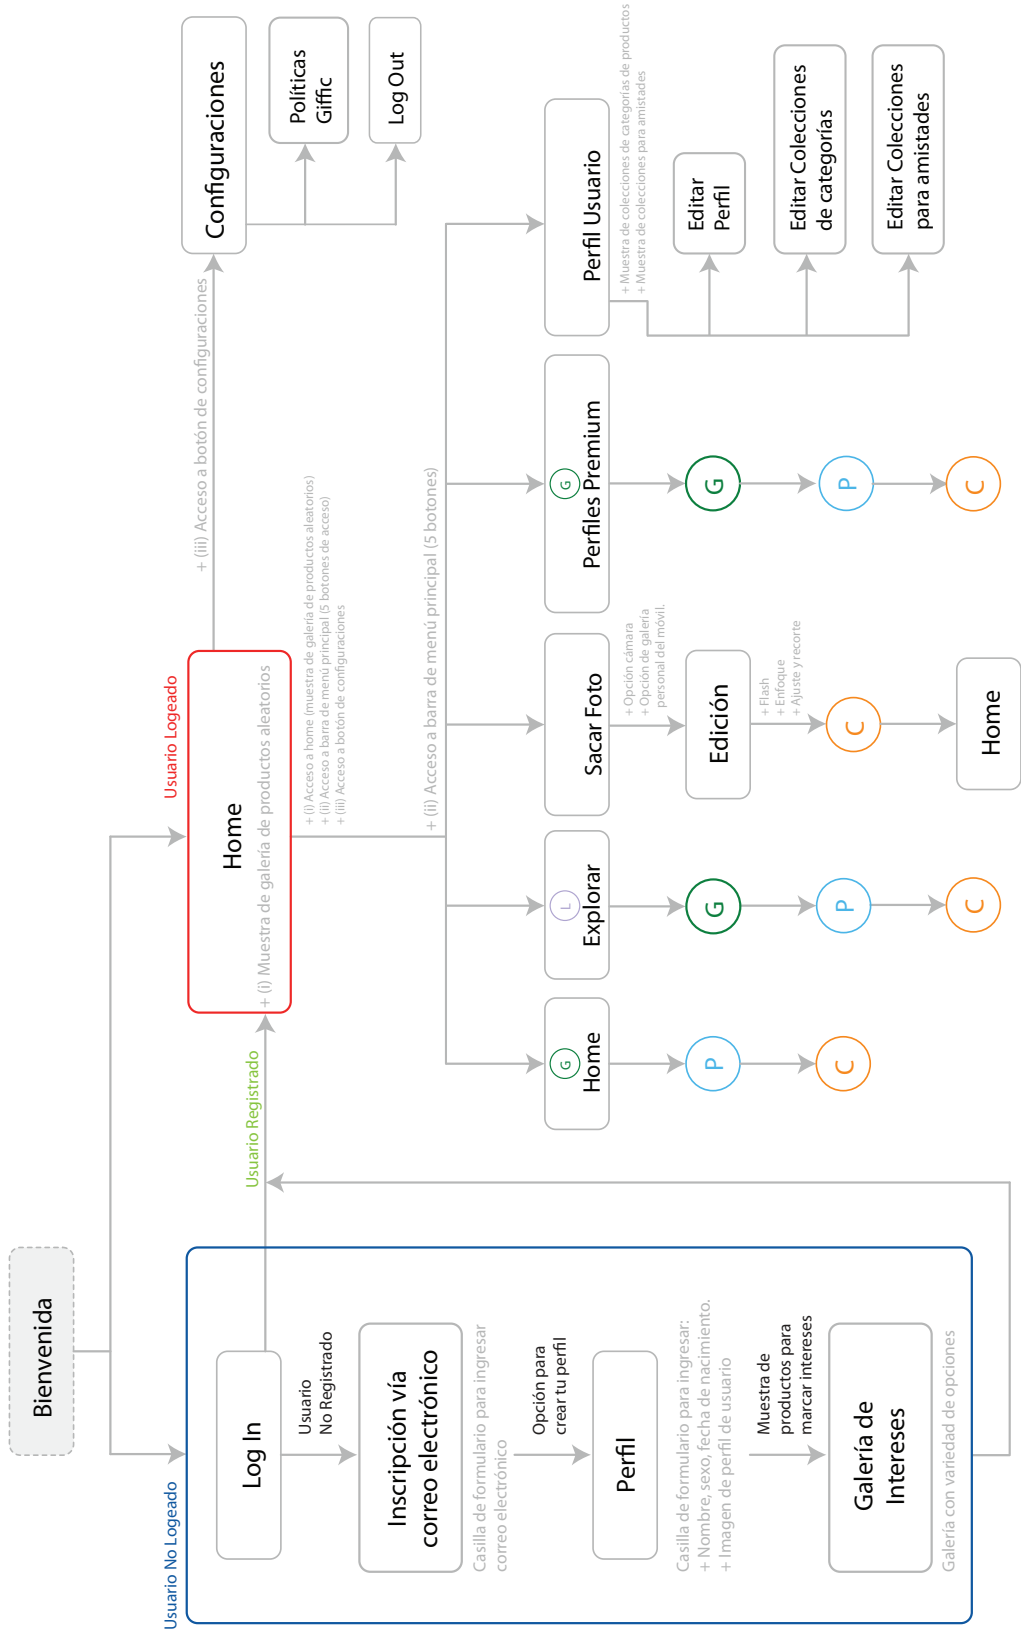 Bienvenida
Usuario No Logeado
Log In
Usuario
No Registrado
Inscripción vía
correo electrónico
Casilla de formulario para ingresar
correo electrónico
Opción para
crear tu perfil
Perfil
Casilla de formulario para ingresar:
+ Nombre, sexo, fecha de nacimiento.
+ Imagen de perfil de usuario
Muestra de
productos para
marcar intereses
Galería de
Intereses
Galería con variedad de opciones
Usuario Registrado
Usuario Logeado
Home
+ (i) Muestra de galería de productos aleatorios
+ (i) Acceso a home (muestra de galería de productos aleatorios)
+ (ii) Acceso a barra de menú principal (5 botones de acceso)
+ (iii) Acceso a botón de configuraciones
+ (iii) Acceso a botón de configuraciones
Configuraciones
Políticas
Giffic
Log Out
+ (ii) Acceso a barra de menú principal (5 botones)
G
Home
P
C
L
Explorar
G
P
C
Sacar Foto
+ Opción cámara
+ Opción de galería
personal del móvil.
Edición
+ Flash
+ Enfoque
+ Ajuste y recorte
C
Home
G
Perfiles Premium
G
P
C
Perfil Usuario
+ Muestra de colecciones de categorías de productos
+ Muestra de colecciones para amistades
Editar
Perfil
Editar Colecciones
de categorías
Editar Colecciones
para amistades